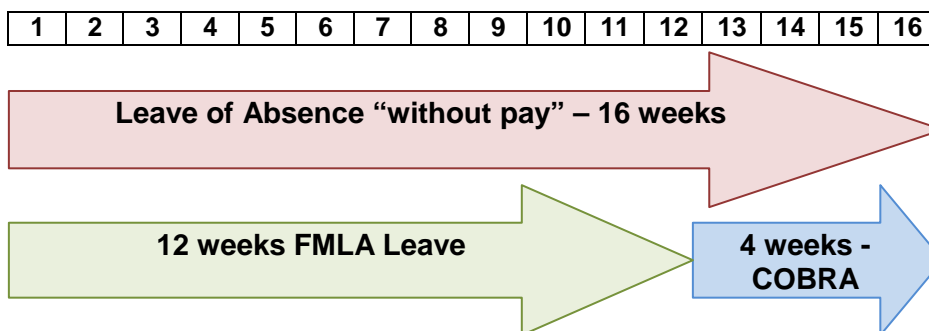 1 2 3 4 5 6 7 8 9 10 11 12 13 14 15 16
Leave of Absence “without pay” – 16 weeks
12 weeks FMLA Leave
4 weeks -
COBRA